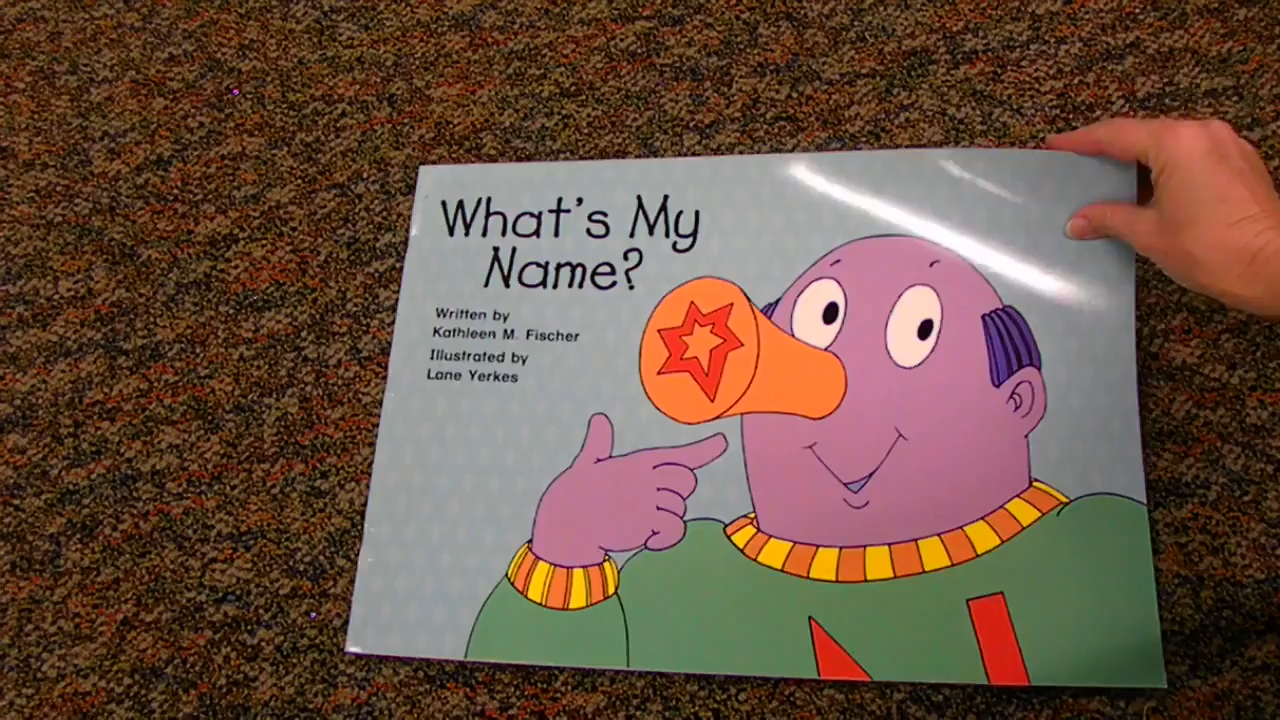 What's My
Name?
Written by
Kathleen M. Fischer
Illustrated by
Lane Yerkes
N